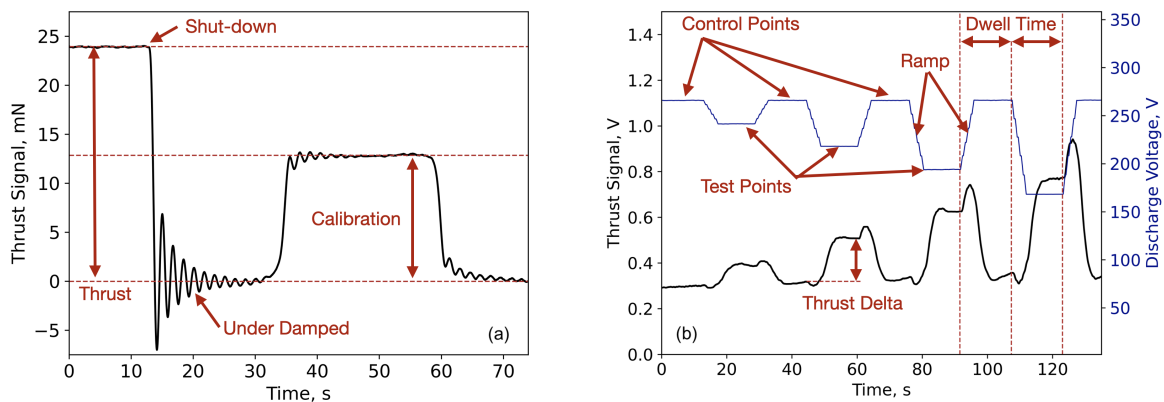 Shut-down
Thrust
Under Damped
Calibration
(a)
Thrust Signal, mN
25
20
15
10
5
0
−5
0
10
20
30
40
50
60
70
Time, s
Control Points
Dwell Time
Ramp
Test Points
Thrust Delta
(b)
Thrust Signal, V
1.4
1.2
1.0
0.8
0.6
0.4
0.2
0.0
0
20
40
60
80
100
120
Time, s
Discharge Voltage, V
350
300
250
200
150
100
50